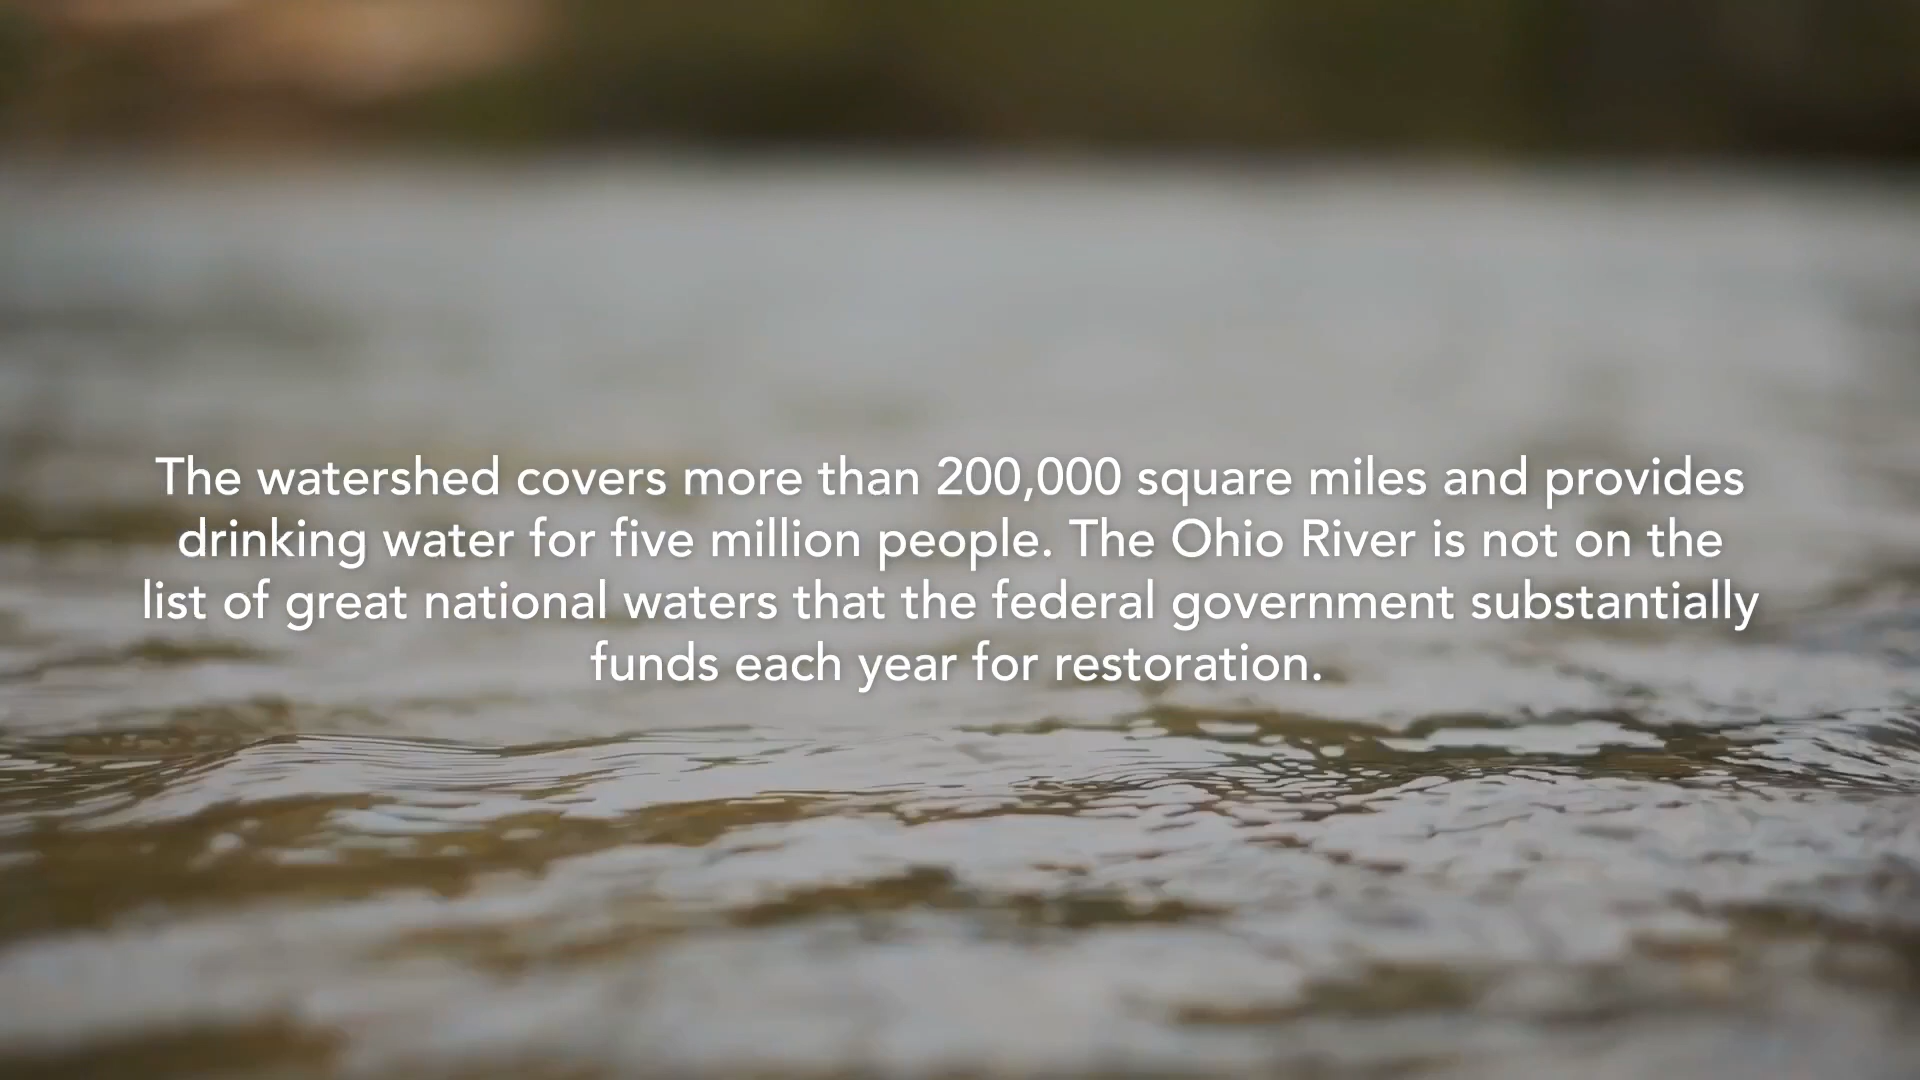 The watershed covers more than 200,000 square miles and provides
drinking water for five million people. The Ohio River is not on the
list of great national waters that the federal government substantially
funds each year for restoration.